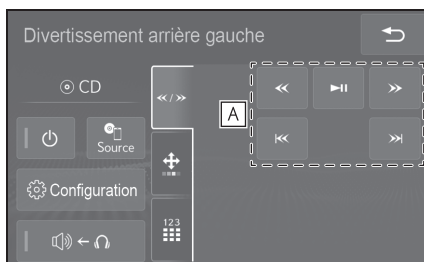 Divertissement arrière gauche
CD
A
Source
Configuration
123